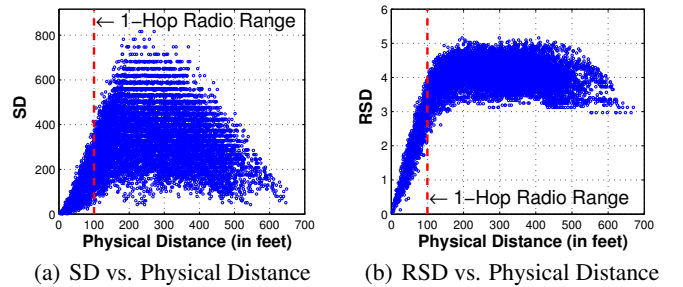 ← 1−Hop Radio Range
800
600
400
200
0
0 100 200 300 400 500 600 700
SD
Physical Distance (in feet)
(a) SD vs. Physical Distance
6
5
4
3
2
1
0
0 100 200 300 400 500 600 700
RSD
← 1−Hop Radio Range
Physical Distance (in feet)
(b) RSD vs. Physical Distance